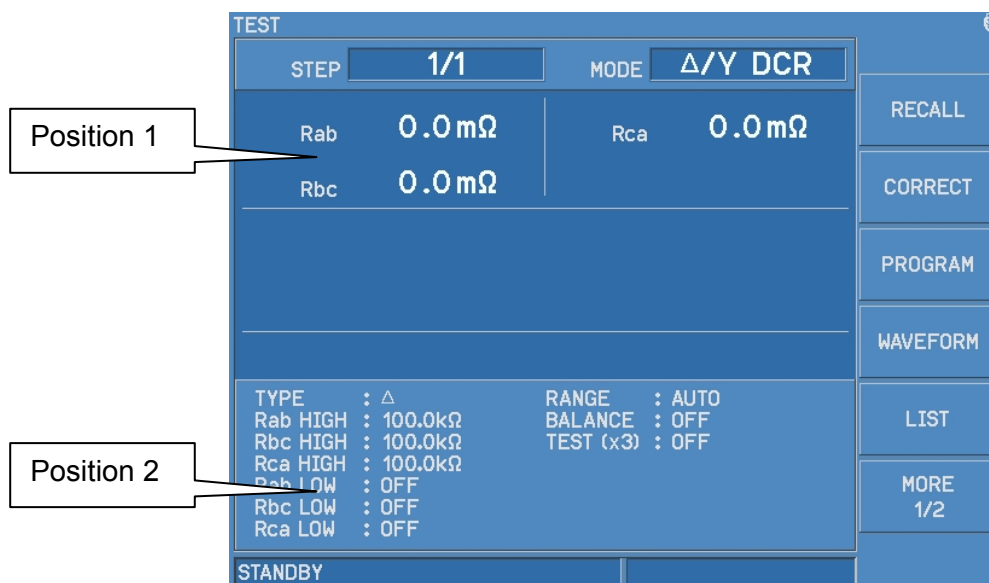 TEST
STEP 1/1 MODE Δ/Y DCR
Position 1
Rab 0.0mΩ Rca 0.0mΩ
Rbc 0.0mΩ
RECALL
CORRECT
PROGRAM
WAVEFORM
LIST
MORE
1/2
Position 2
TYPE : Δ
Rab HIGH : 100.0kΩ
Rbc HIGH : 100.0kΩ
Rca HIGH : 100.0kΩ
Rab LOW : OFF
Rbc LOW : OFF
Rca LOW : OFF
RANGE : AUTO
BALANCE : OFF
TEST (x3) : OFF
STANDBY